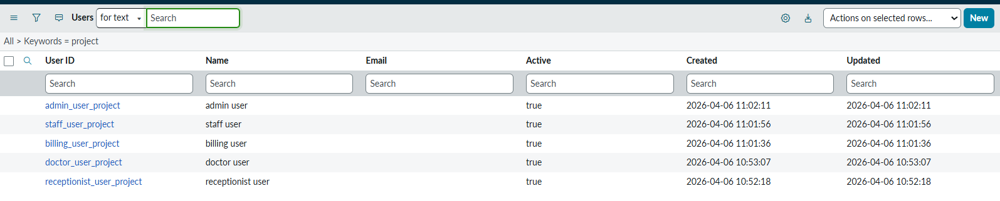 Users for text Search Actions on selected rows... New
All > Keywords = project
User ID Name Email Active Created Updated
Search Search Search Search Search Search
admin_user_project admin user true 2026-04-06 11:02:11 2026-04-06 11:02:11
staff_user_project staff user true 2026-04-06 11:01:56 2026-04-06 11:01:56
billing_user_project billing user true 2026-04-06 11:01:36 2026-04-06 11:01:36
doctor_user_project doctor user true 2026-04-06 10:53:07 2026-04-06 10:53:07
receptionist_user_project receptionist user true 2026-04-06 10:52:18 2026-04-06 10:52:18